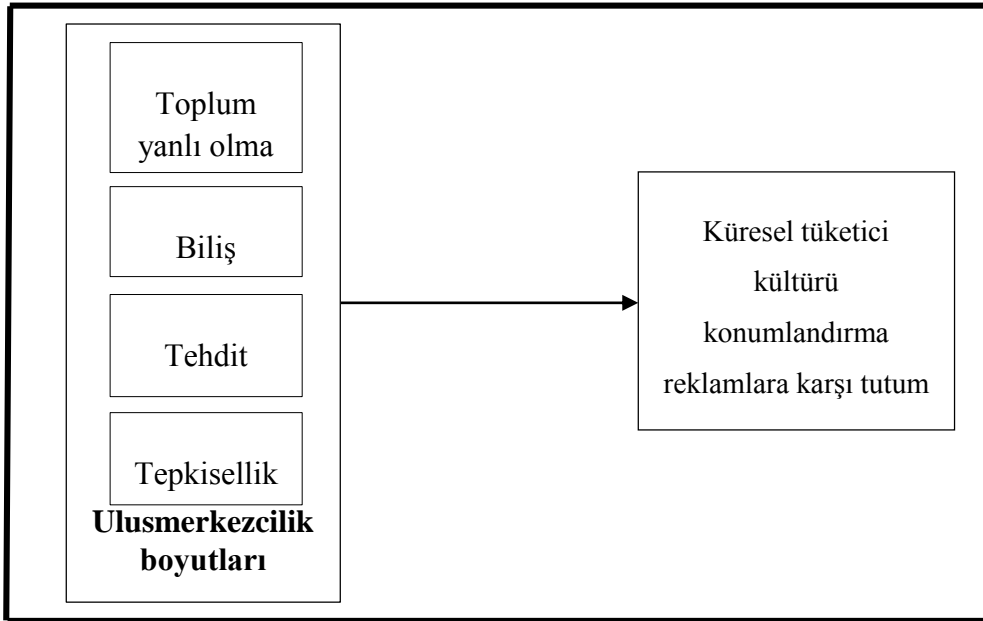 Toplum
yanlı olma
Biliş
Tehdit
Tepkisellik
Ulusmerkezcilik
boyutları
Küresel tüketici
kültürü
konumlandırma
reklamlara karşı tutum